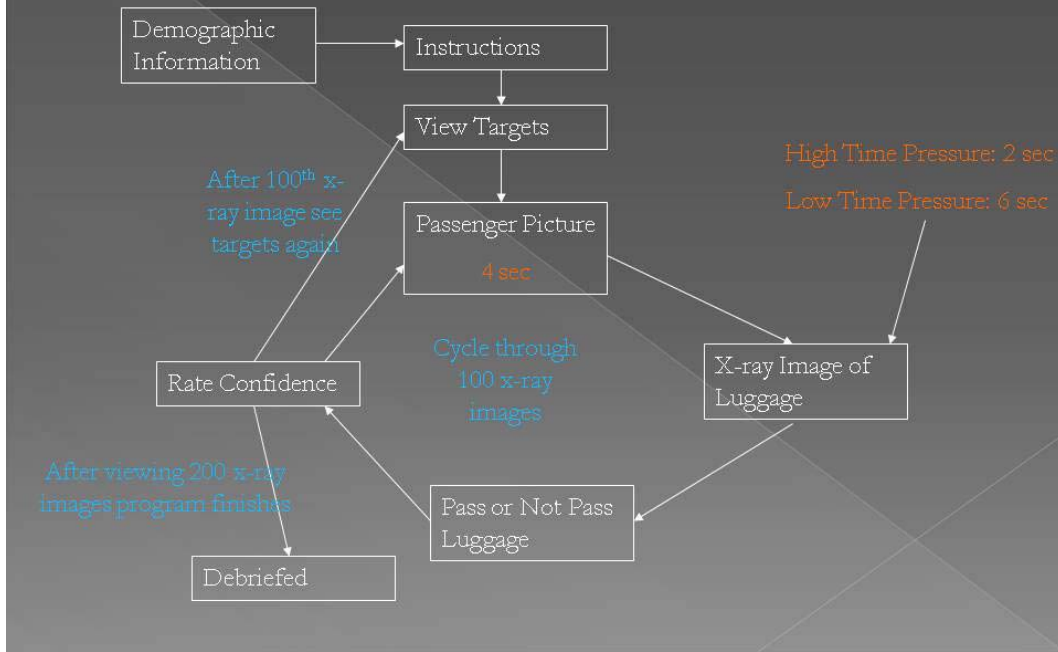 Demographic
Information
Instructions
View Targets
High Time Pressure: 2 sec
Low Time Pressure: 6 sec
After 100th x-
ray image see
targets again
Passenger Picture
4 sec
Cycle through
100 x-ray
images
X-ray Image of
Luggage
Rate Confidence
After viewing 200 x-ray
images program finishes
Pass or Not Pass
Luggage
Debriefed